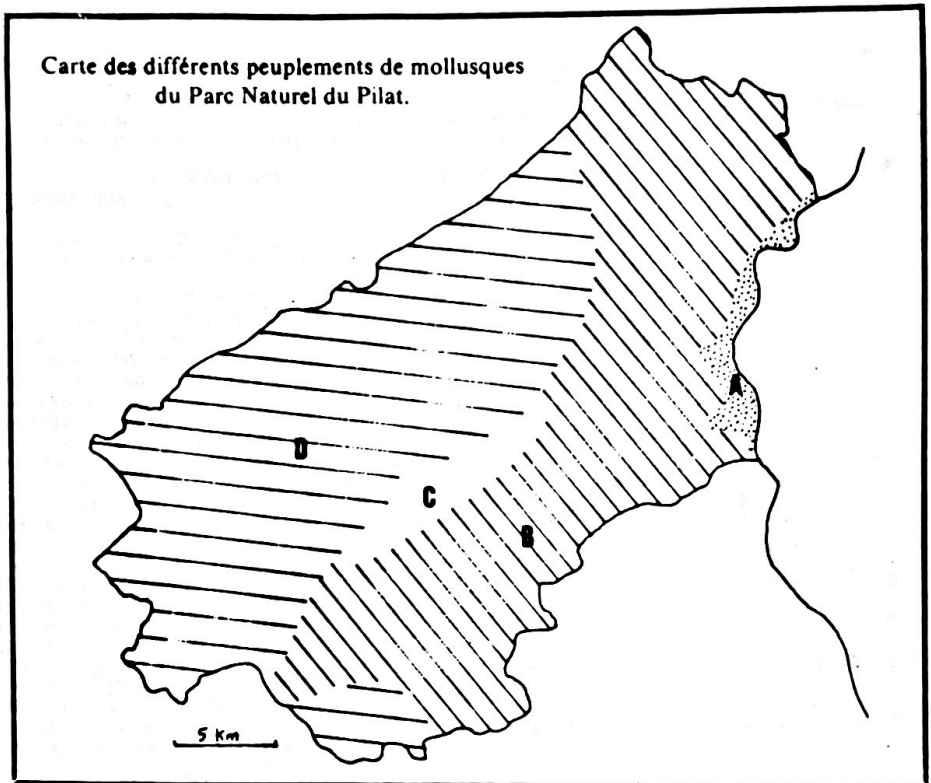 Carte des différents peuplements de mollusques
du Parc Naturel du Pilat.
A
D
C
B
5 Km